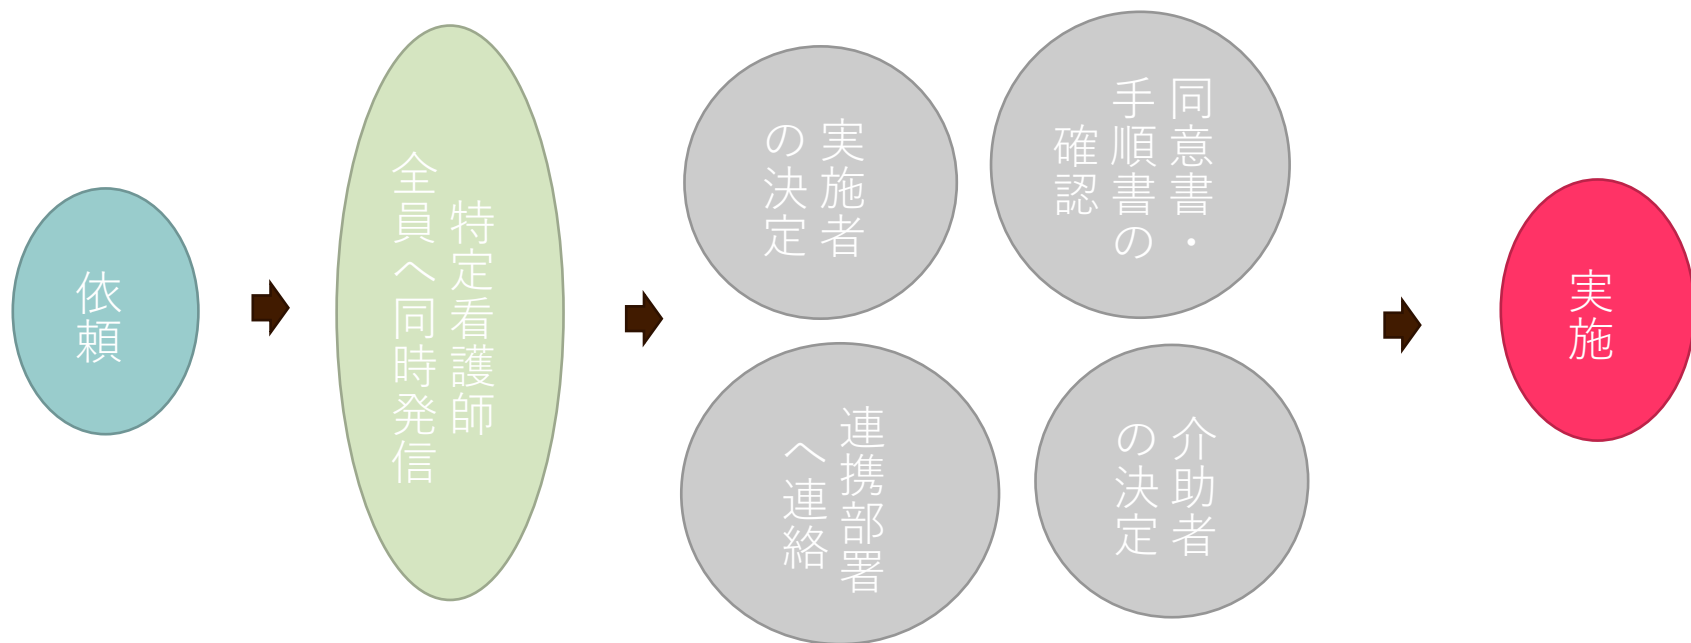 依頼
特定看護師
全員へ同時発信
実施者
の決定
同意書・
手順書の
確認
連携部署
へ連絡
介助者
の決定
実施